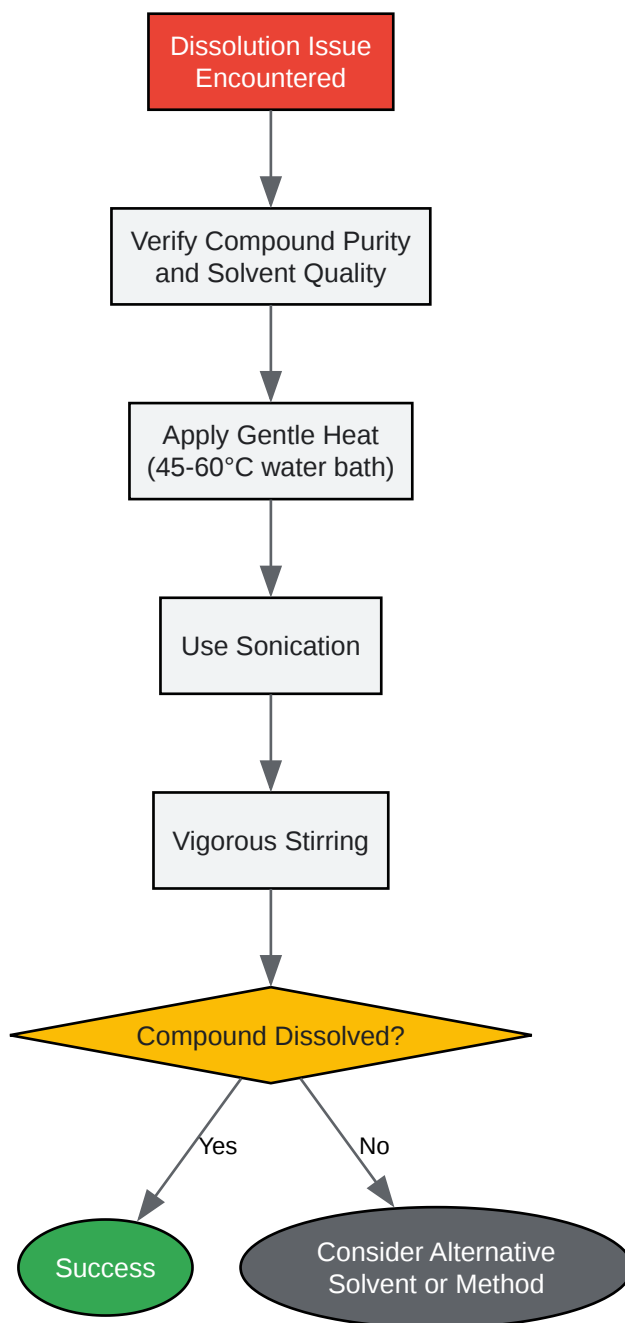 Dissolution Issue
Encountered
Verify Compound Purity
and Solvent Quality
Apply Gentle Heat
(45-60°C water bath)
Use Sonication
Vigorous Stirring
Compound Dissolved?
Yes
No
Success
Consider Alternative
Solvent or Method